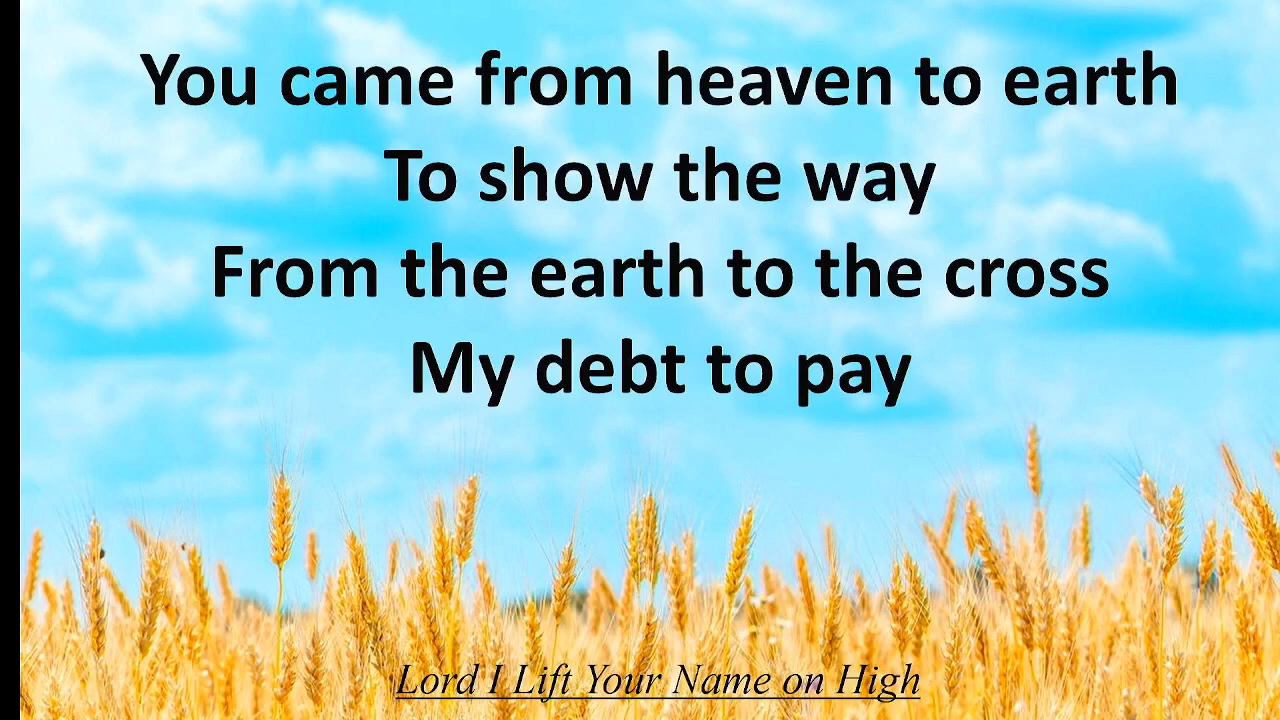 You came from heaven to earth
To show the way
From the earth to the cross
My debt to pay
Lord I Lift Your Name on High